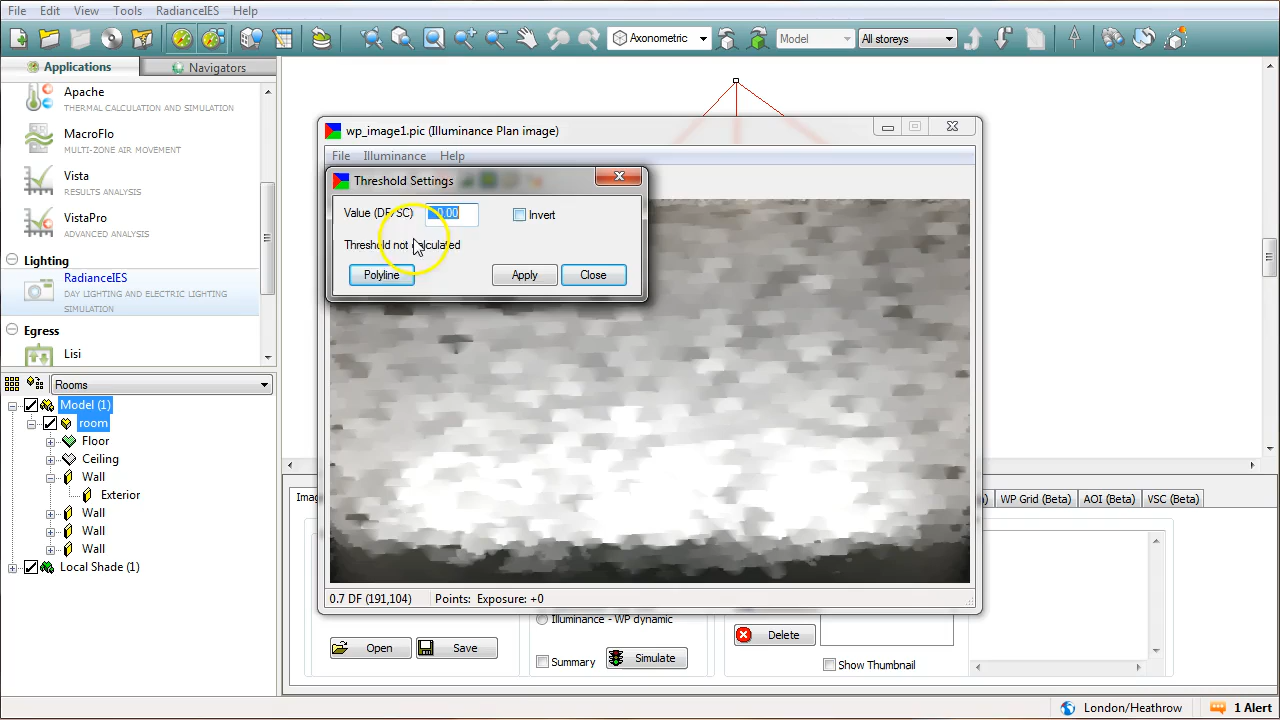 File Edit View Tools RadianceIES Help
Axonometric Model All storeys
Applications Navigators
Apache
THERMAL CALCULATION AND SIMULATION
MacroFlo
MULTI-ZONE AIR MOVEMENT
Vista
RESULTS ANALYSIS
VistaPro
ADVANCED ANALYSIS
Lighting
RadianceIES
DAY LIGHTING AND ELECTRIC LIGHTING
SIMULATION
Egress
Lisi
Rooms
Model (1)
room
Floor
Ceiling
Wall
Exterior
Wall
Wall
Wall
Local Shade (1)
wp_image1.pic (Illuminance Plan image)
File Illuminance Help
Threshold Settings
Value (DF/SC) 0.00 Invert
Threshold not calculated
Polyline Apply Close
0.7 DF (191,104) Points: Exposure: +0
WP Grid (Beta) AOI (Beta) VSC (Beta)
Illuminance - WP dynamic
Open Save
Summary Simulate
Delete
Show Thumbnail
London/Heathrow 1 Alert